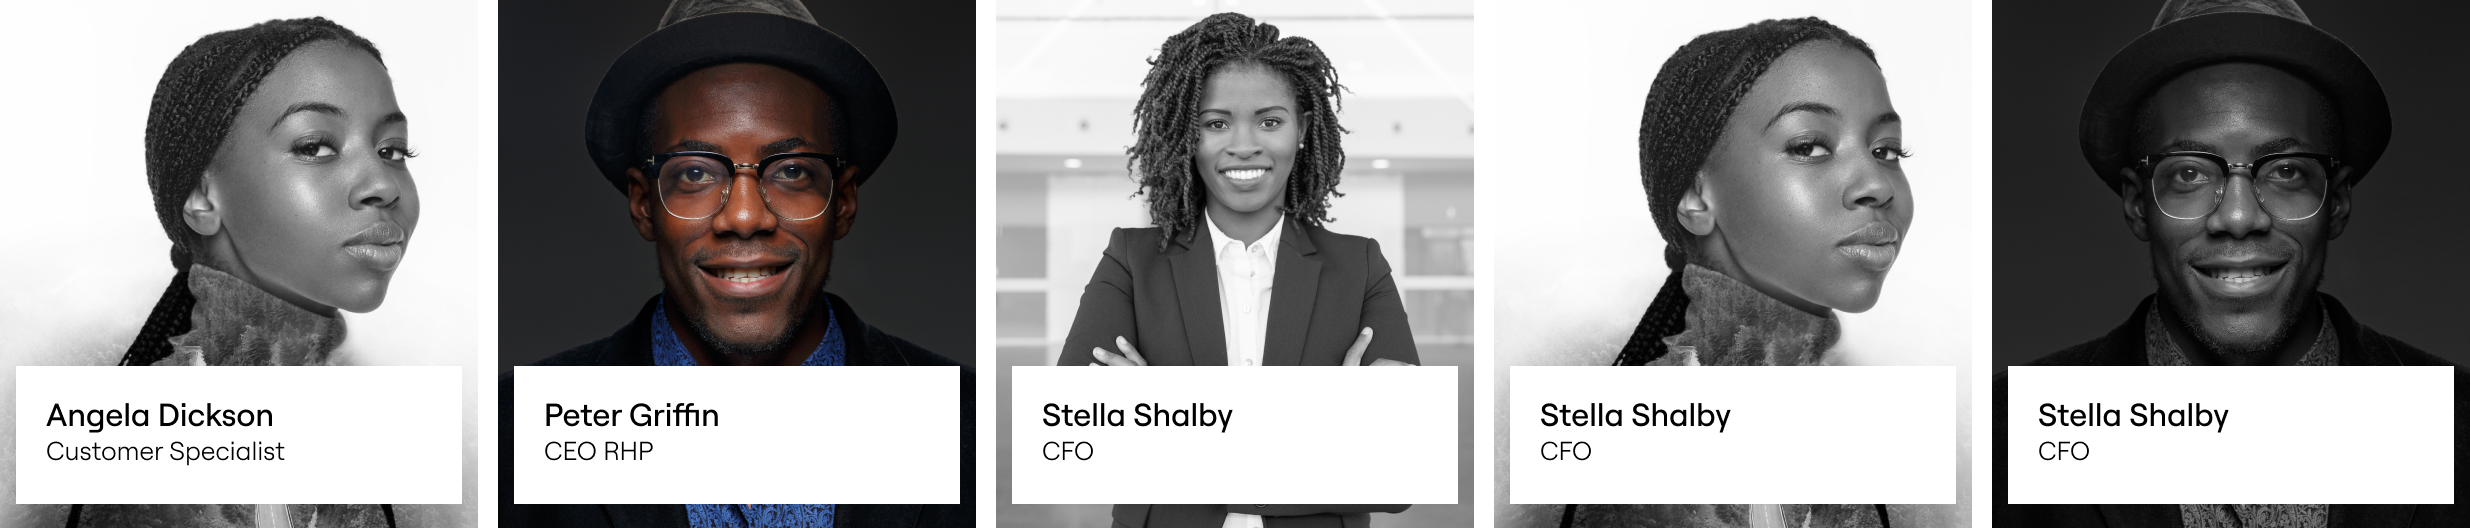 Angela Dickson
Customer Specialist
Peter Griffin
CEO RHP
Stella Shalby
CFO
Stella Shalby
CFO
Stella Shalby
CFO